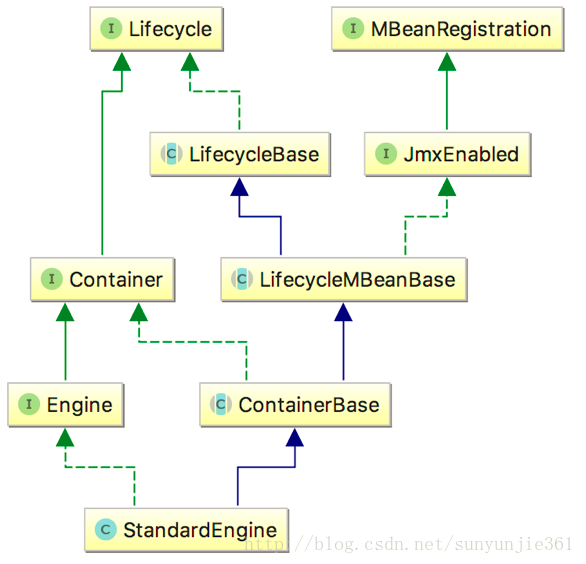 I Lifecycle
I MBeanRegistration
C LifecycleBase
I JmxEnabled
I Container
C LifecycleMBeanBase
I Engine
C ContainerBase
C StandardEngine
http://blog.csdn.net/sunyunjie361